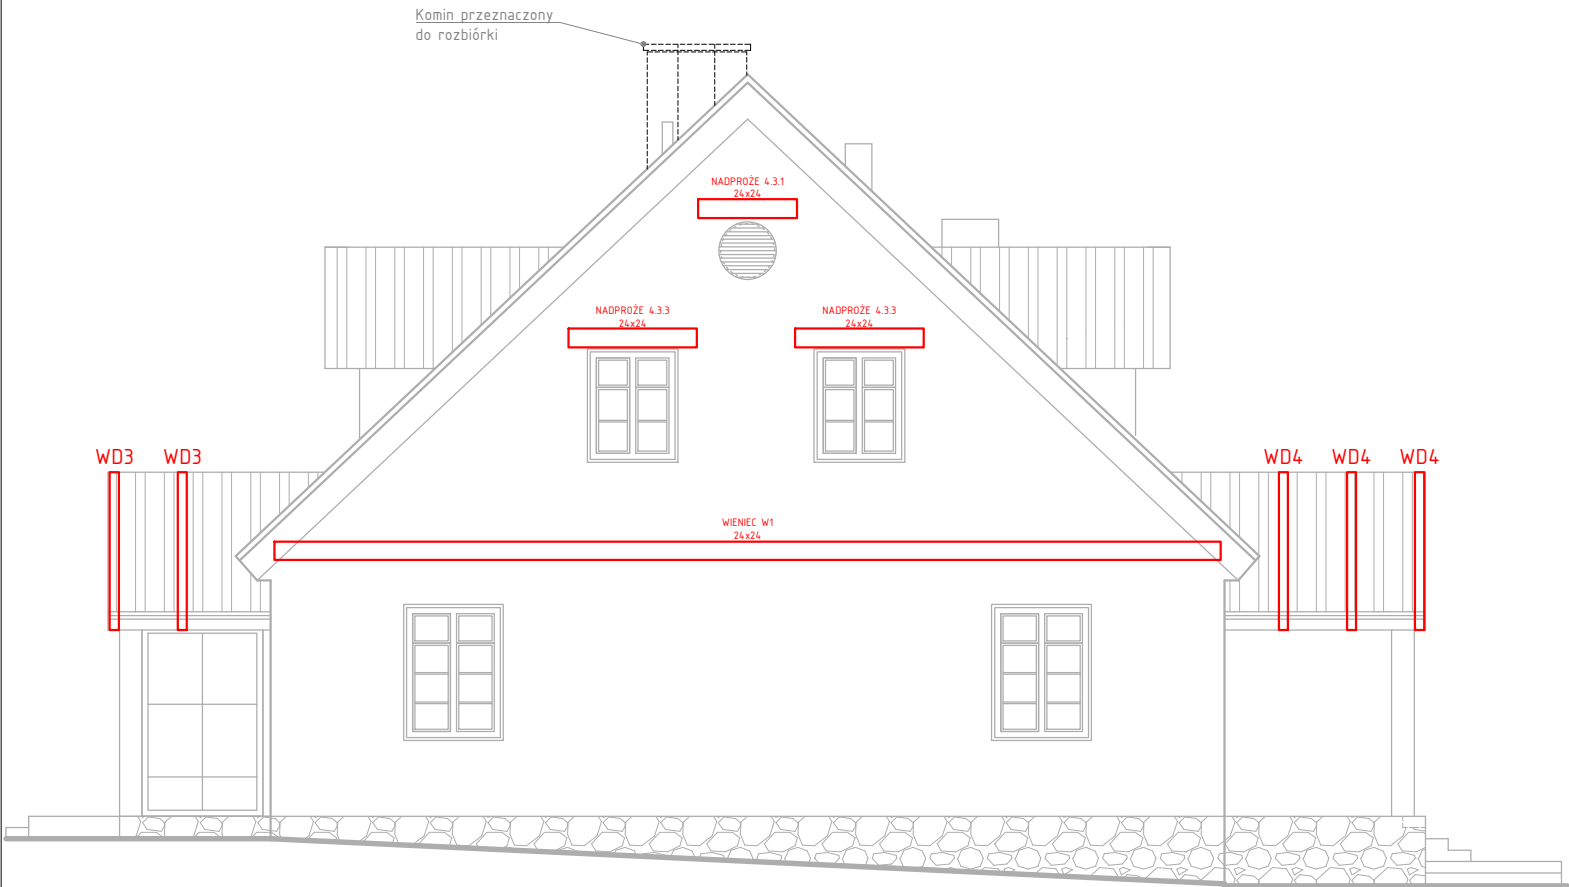 Komin przeznaczony
do rozbiórki
NADPROŻE 4.3.1
24x24
NADPROŻE 4.3.3
24x24
NADPROŻE 4.3.3
24x24
WD3 WD3
WD4 WD4 WD4
WIENIEC W1
24x24